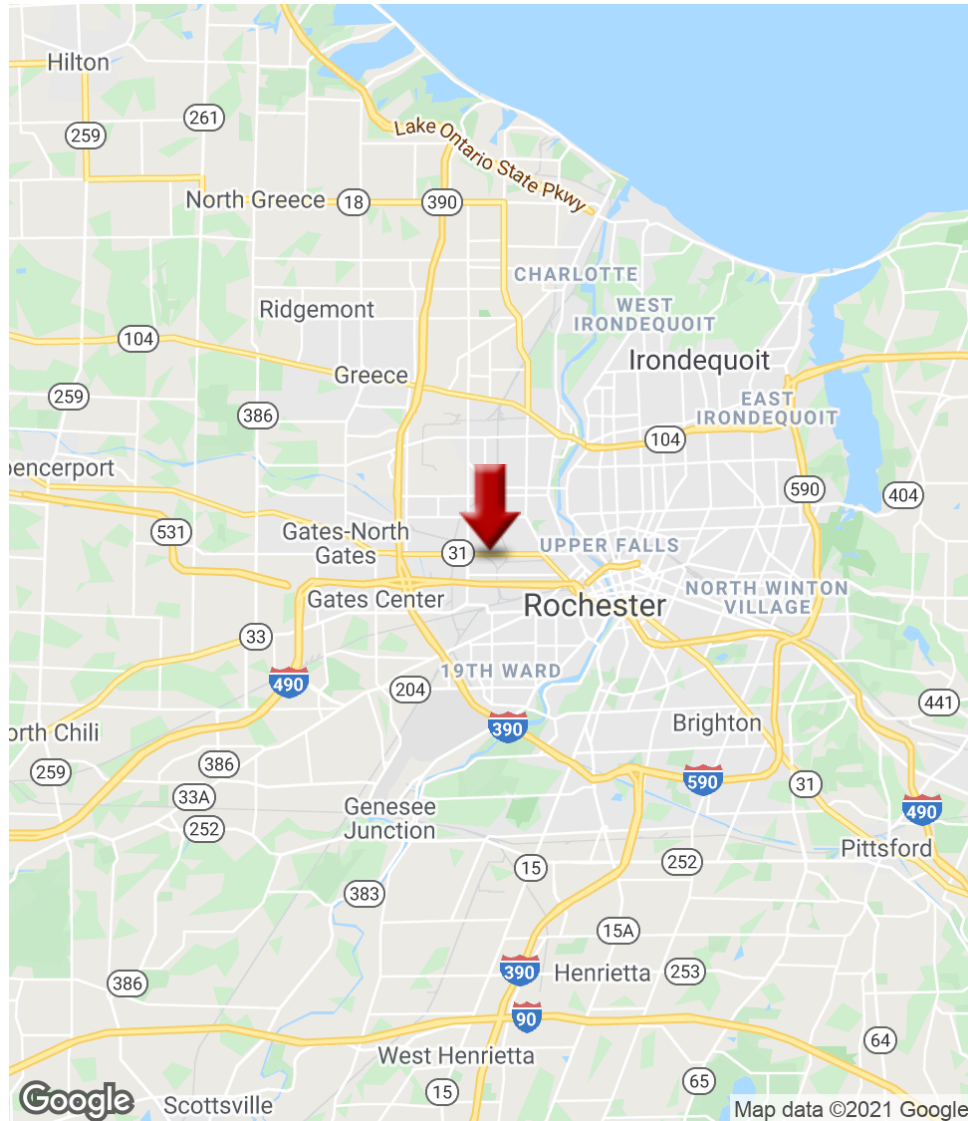 Hilton
261
259
Lake Ontario State Pkwy
North Greece
18
390
CHARLOTTE
WEST
IRONDEQUOIT
Ridgemont
104
Irondequoit
Greece
259
386
EAST
IRONDEQUOIT
104
pencerport
590
404
531
Gates-North
Gates
31
UPPER FALLS
NORTH WINTON
VILLAGE
Gates Center
Rochester
33
490
19TH WARD
204
441
orth Chili
390
Brighton
259
386
590
31
33A
252
Genesee
Junction
490
Pittsford
15
252
383
15A
390
Henrietta
253
386
90
64
West Henrietta
15
65
Google
Scottsville
Map data ©2021 Google